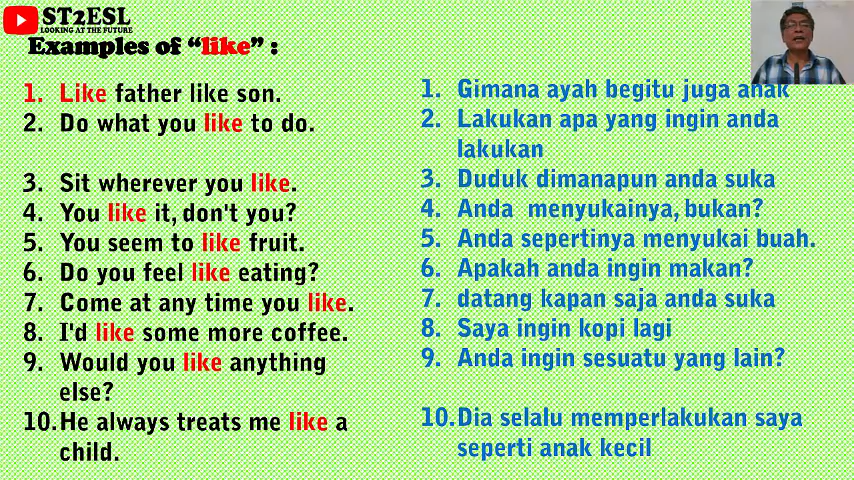 ST2ESL
LOOKING AT THE FUTURE
Examples of “like” :
1. Like father like son.
2. Do what you like to do.
3. Sit wherever you like.
4. You like it, don't you?
5. You seem to like fruit.
6. Do you feel like eating?
7. Come at any time you like.
8. I'd like some more coffee.
9. Would you like anything
else?
10. He always treats me like a
child.
1. Gimana ayah begitu juga anak
2. Lakukan apa yang ingin anda
lakukan
3. Duduk dimanapun anda suka
4. Anda menyukainya, bukan?
5. Anda sepertinya menyukai buah.
6. Apakah anda ingin makan?
7. datang kapan saja anda suka
8. Saya ingin kopi lagi
9. Anda ingin sesuatu yang lain?
10. Dia selalu memperlakukan saya
seperti anak kecil